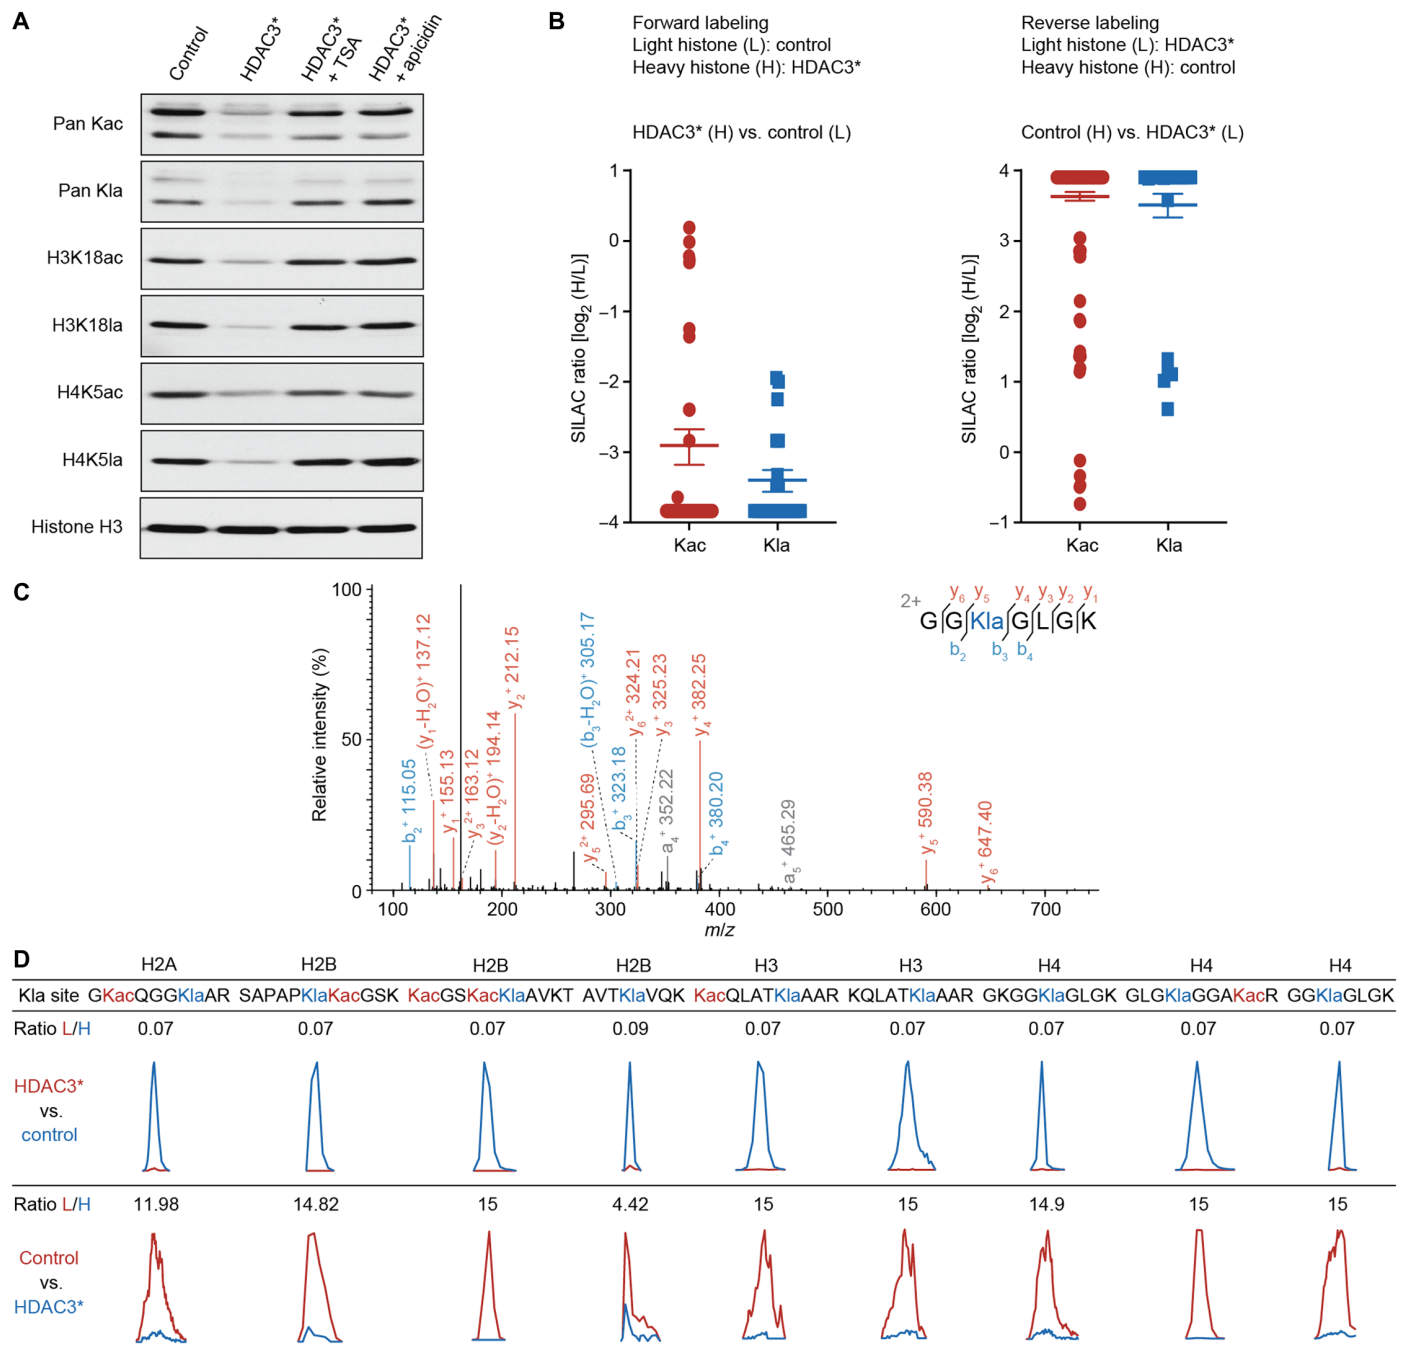 A
Control
HDAC3*
HDAC3*
+ TSA
HDAC3*
+ apicidin
Pan Kac
Pan Kla
H3K18ac
H3K18la
H4K5ac
H4K5la
Histone H3
B
Forward labeling
Light histone (L): control
Heavy histone (H): HDAC3*
HDAC3* (H) vs. control (L)
SILAC ratio [log2 (H/L)]
1
0
−1
−2
−3
−4
Kac
Kla
Reverse labeling
Light histone (L): HDAC3*
Heavy histone (H): control
Control (H) vs. HDAC3* (L)
SILAC ratio [log2 (H/L)]
4
3
2
1
0
−1
Kac
Kla
C
Relative intensity (%)
100
50
0
b2+ 115.05
(y1-H2O)+ 137.12
y1+ 155.13
y3 2+ 163.12
(y2-H2O)+ 194.14
y2+ 212.15
y5 2+ 295.69
(b3-H2O)+ 305.17
b3+ 323.18
y6 2+ 324.21
y3+ 325.23
a4+ 352.22
y4+ 382.25
b4+ 380.20
a5+ 465.29
y5+ 590.38
y6+ 647.40
100 200 300 400 500 600 700
m/z
y6 y5 y4 y3 y2 y1
2+
G G Kla G L G K
b2 b3 b4
D
H2A H2B H2B H2B H3 H3 H4 H4 H4
Kla site GKacQGGKlaAR SAPAPKlaKacGSK KacGSKacKlaAVKT AVTKlaVQK KacQLATKlaAAR KQLATKlaAAR GKGGKlaGLGK GLGKlaGGAKacR GGKlaGLGK
Ratio L/H 0.07 0.07 0.07 0.09 0.07 0.07 0.07 0.07 0.07
HDAC3*
vs.
control
Ratio L/H 11.98 14.82 15 4.42 15 15 14.9 15 15
Control
vs.
HDAC3*